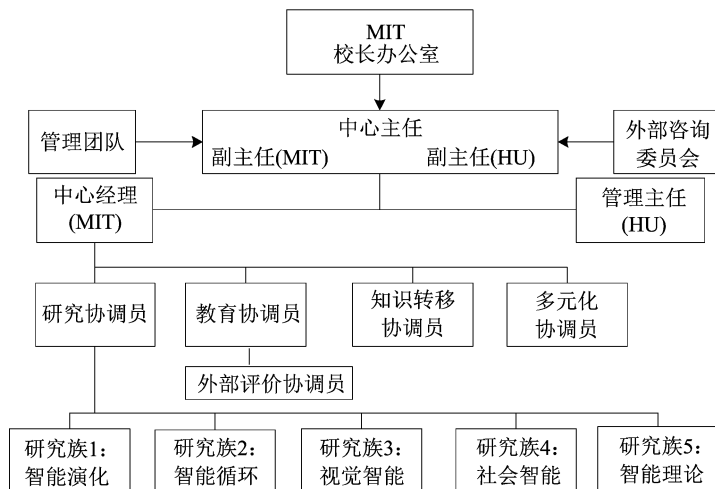 MIT
校长办公室
管理团队
中心主任
副主任(MIT) 副主任(HU)
外部咨询
委员会
中心经理
(MIT)
管理主任
(HU)
研究协调员
教育协调员
知识转移
协调员
多元化
协调员
外部评价协调员
研究族1：
智能演化
研究族2：
智能循环
研究族3：
视觉智能
研究族4：
社会智能
研究族5：
智能理论